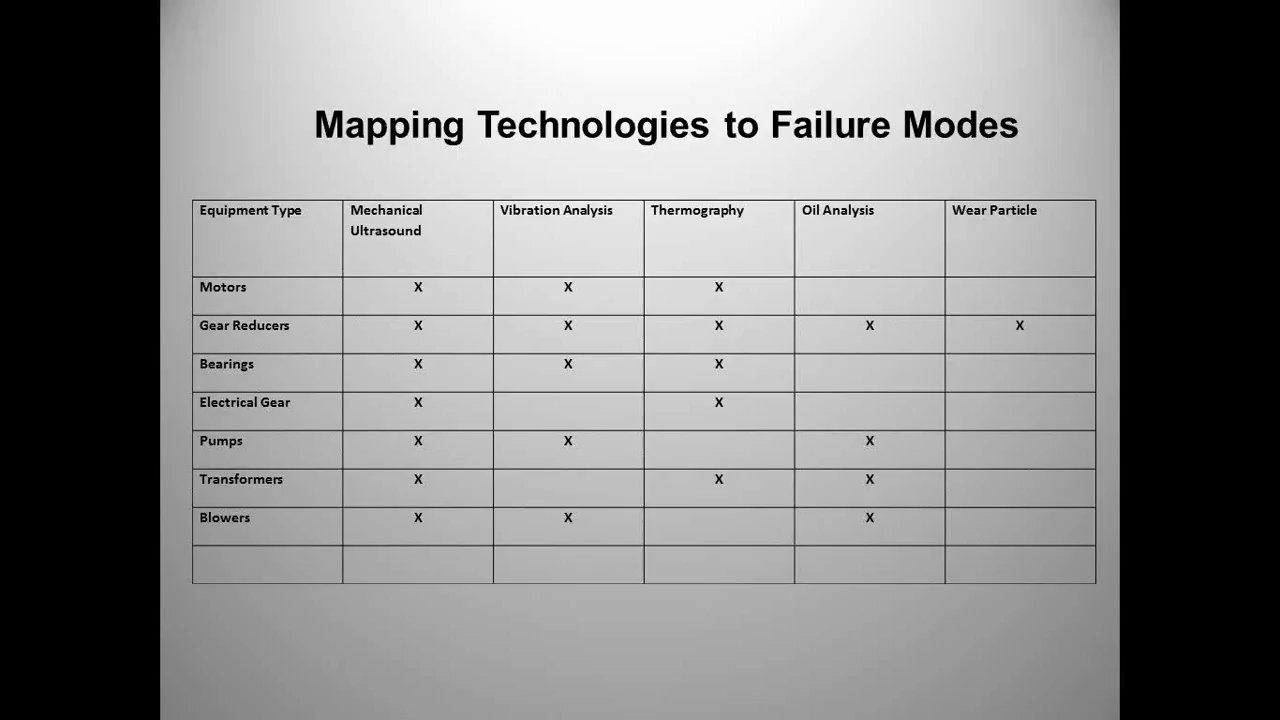 Mapping Technologies to Failure Modes
Equipment Type Mechanical Ultrasound Vibration Analysis Thermography Oil Analysis Wear Particle
Motors X X X
Gear Reducers X X X X X
Bearings X X X
Electrical Gear X X
Pumps X X X
Transformers X X X
Blowers X X X